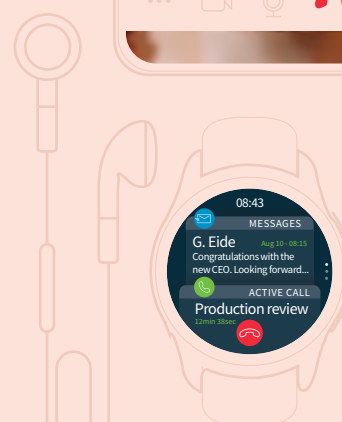 08:43
MESSAGES
G. Eide Aug 10 - 08:15
Congratulations with the
new CEO. Looking forward...
ACTIVE CALL
Production review
12min 38sec